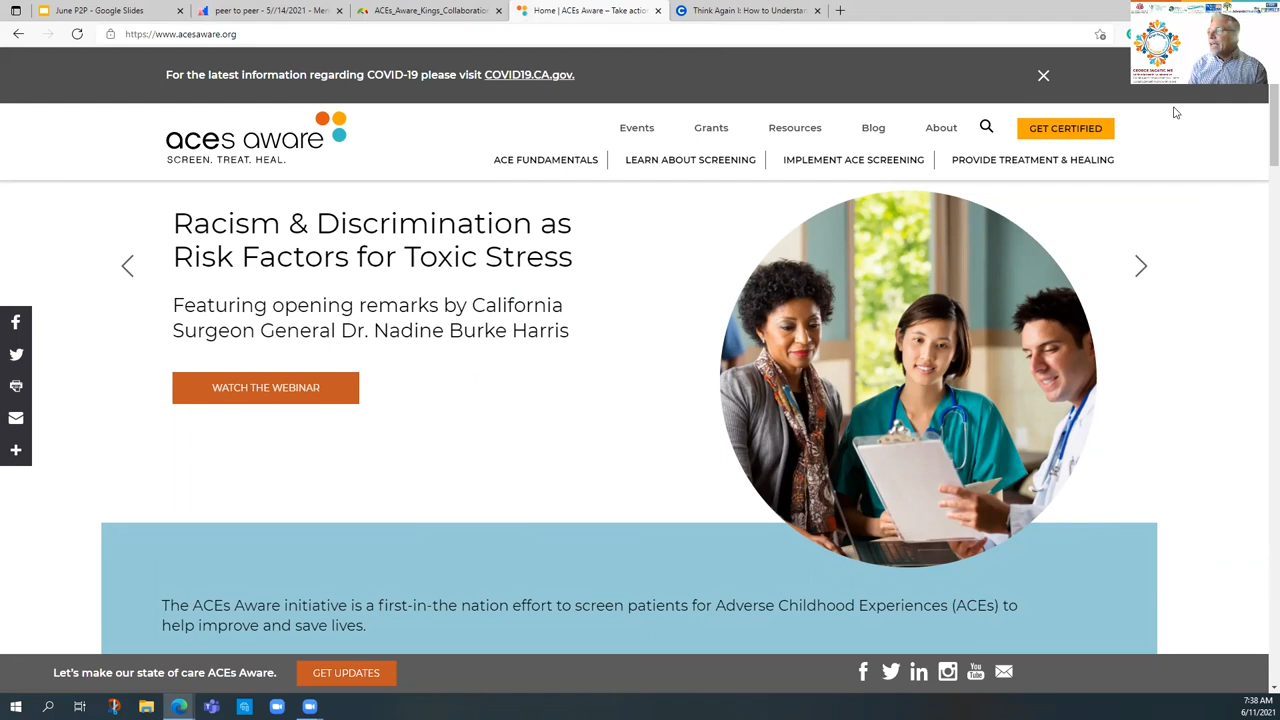 June P2P - Google Slides
peer to peer - 5//14/2021 - Meri
ACEs_Aware_Kings_Collaboration
Home | ACEs Aware – Take action
Think Again I: How to Understan
https://www.acesaware.org
For the latest information regarding COVID-19 please visit COVID19.CA.gov.
aces aware
SCREEN. TREAT. HEAL.
Events Grants Resources Blog About GET CERTIFIED
ACE FUNDAMENTALS LEARN ABOUT SCREENING IMPLEMENT ACE SCREENING PROVIDE TREATMENT & HEALING
Racism & Discrimination as
Risk Factors for Toxic Stress
Featuring opening remarks by California
Surgeon General Dr. Nadine Burke Harris
WATCH THE WEBINAR
The ACEs Aware initiative is a first-in-the nation effort to screen patients for Adverse Childhood Experiences (ACEs) to
help improve and save lives.
Let's make our state of care ACEs Aware. GET UPDATES
You
Tube
7:38 AM
6/11/2021